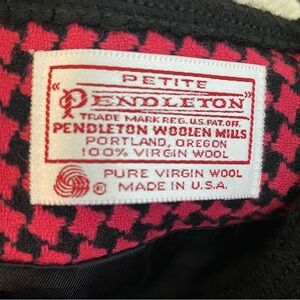 PETITE
"PENDLETON"
TRADE MARK REG. U.S. PAT. OFF.
PENDLETON WOOLEN MILLS
PORTLAND, OREGON
100% VIRGIN WOOL
PURE VIRGIN WOOL
® MADE IN U.S.A.